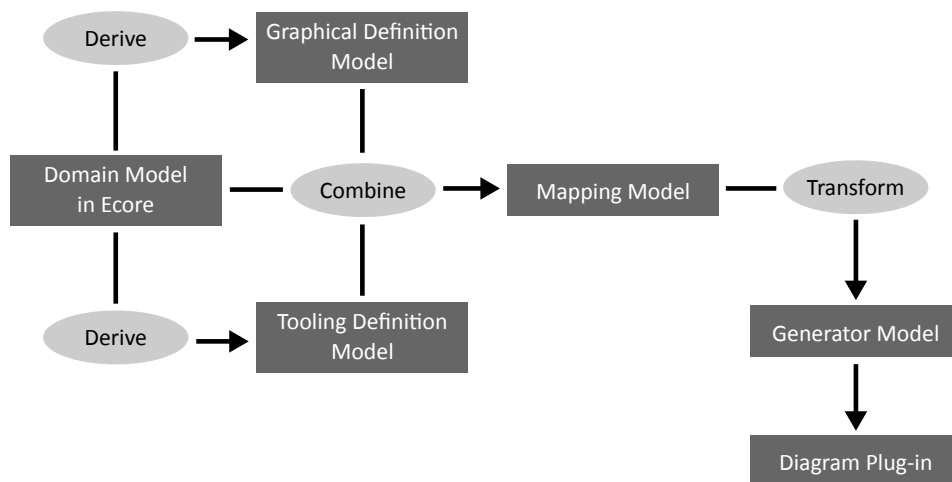 Derive
Graphical Definition
Model
Domain Model
in Ecore
Combine
Mapping Model
Transform
Derive
Tooling Definition
Model
Generator Model
Diagram Plug-in